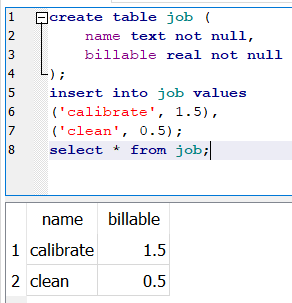 1 create table job (
2 name text not null,
3 billable real not null
4 );
5 insert into job values
6 ('calibrate', 1.5),
7 ('clean', 0.5);
8 select * from job;
name billable
1 calibrate 1.5
2 clean 0.5